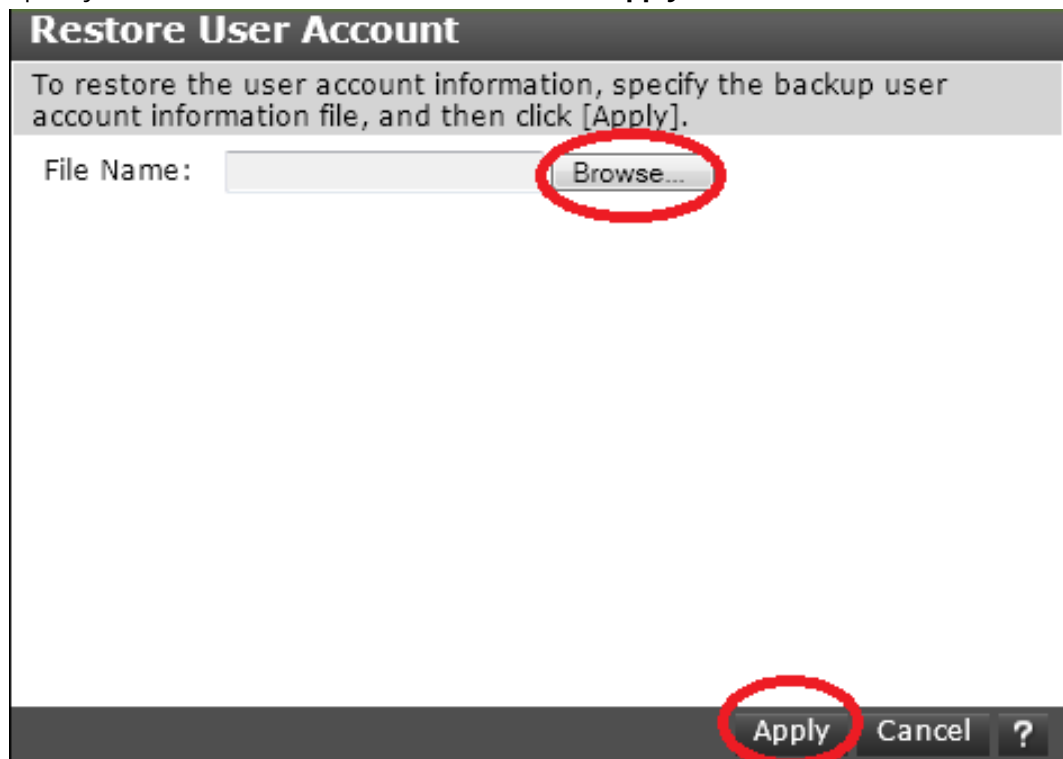 Apply
Restore User Account
To restore the user account information, specify the backup user
account information file, and then click [Apply].
File Name:
Browse...
Apply Cancel ?